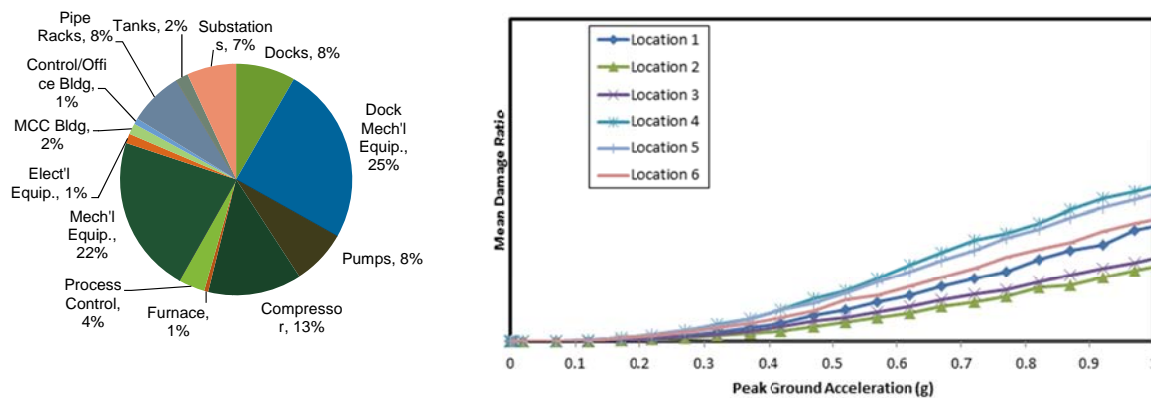 Pipe
Racks, 8%
Tanks, 2%
Substation
s, 7%
Docks, 8%
Control/Offi
ce Bldg,
1%
Dock
Mech'l
Equip.,
25%
MCC Bldg,
2%
Elect'l
Equip., 1%
Mech'l
Equip.,
22%
Pumps, 8%
Process
Control,
4%
Furnace,
1%
Compresso
r, 13%
Location 1
Location 2
Location 3
Location 4
Location 5
Location 6
Mean Damage Ratio
0 0.1 0.2 0.3 0.4 0.5 0.6 0.7 0.8 0.9 1
Peak Ground Acceleration (g)